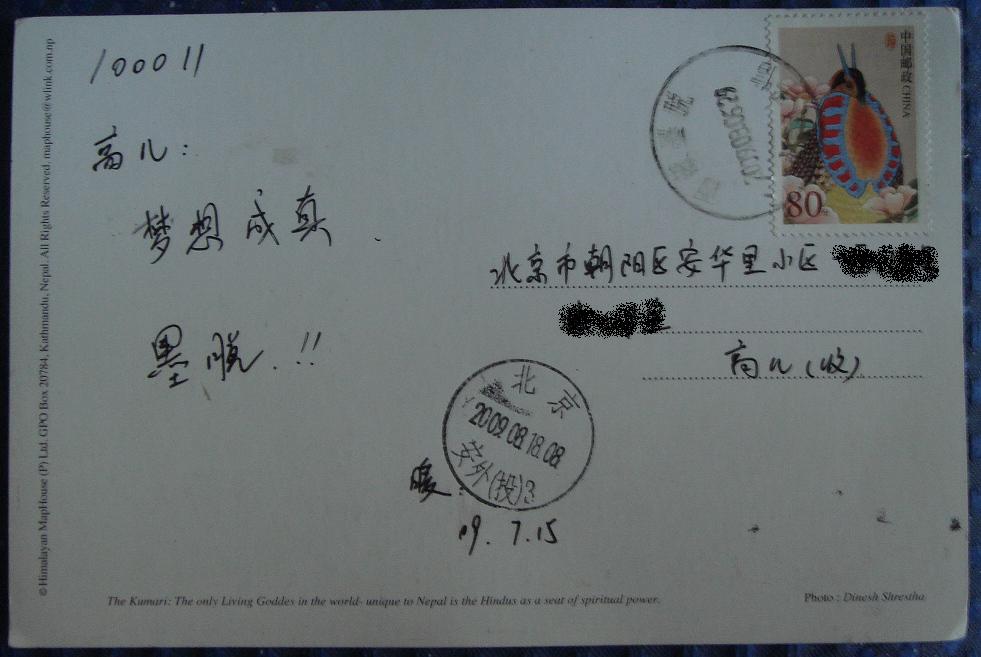 ©Himalayan MapHouse (P) Ltd. GPO Box 20784, Kathmandu, Nepal. All Rights Reserved. maphouse@wlink.com.np
100011
高儿：
梦想成真.
墨脱.!!
暖.
09.7.15
中国邮政 CHINA
80
北京市朝阳区安华里小区
高儿(收)
北京
2009.08.18.08
安外(投)3
The Kumari: The only Living Goddes in the world- unique to Nepal is the Hindus as a seat of spiritual power.
Photo : Dinesh Shrestha